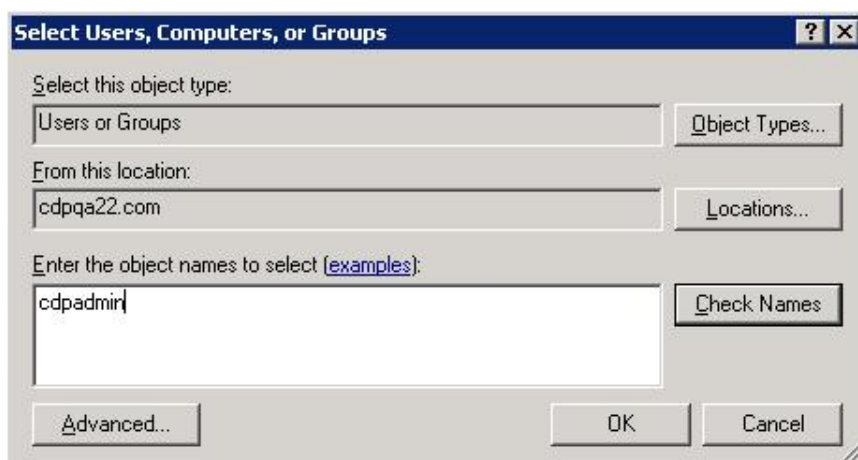 Select Users, Computers, or Groups
Select this object type:
Users or Groups
Object Types...
From this location:
cdpqa22.com
Locations...
Enter the object names to select (examples):
cdpadmin
Check Names
Advanced...
OK
Cancel